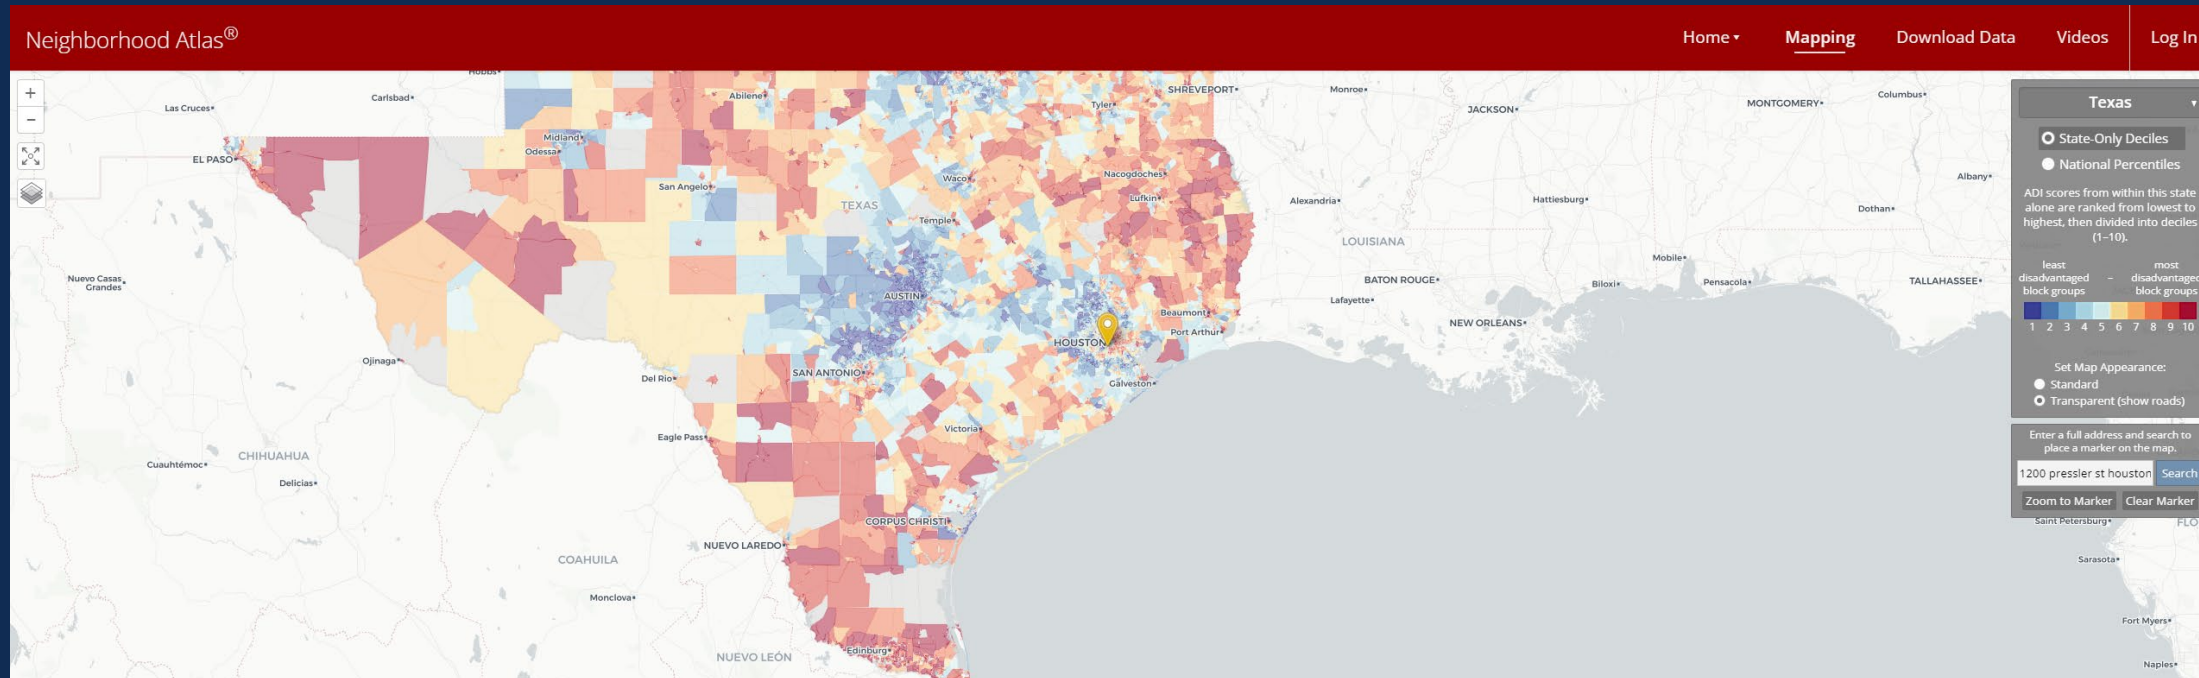 Neighborhood Atlas®
Home ▾ Mapping Download Data Videos Log In
+
−
Texas ▾
State-Only Deciles
National Percentiles
ADI scores from within this state
alone are ranked from lowest to
highest, then divided into deciles
(1–10).
least
disadvantaged
block groups
–
most
disadvantaged
block groups
1 2 3 4 5 6 7 8 9 10
Set Map Appearance:
Standard
Transparent (show roads)
Enter a full address and search to
place a marker on the map.
1200 pressler st houston
Search
Zoom to Marker Clear Marker
Hobbs
Las Cruces
Carlsbad
Abilene
SHREVEPORT
Monroe
JACKSON
MONTGOMERY
Columbus
Tyler
Midland
Odessa
EL PASO
Waco
Nacogdoches
Albany
San Angelo
Lufkin
Alexandria
Hattiesburg
Dothan
TEXAS
Temple
LOUISIANA
Mobile
Nuevo Casas
Grandes
BATON ROUGE
Biloxi
Pensacola
TALLAHASSEE
AUSTIN
Lafayette
Beaumont
NEW ORLEANS
Port Arthur
HOUSTON
Ojinaga
Del Rio
SAN ANTONIO
Galveston
Eagle Pass
Victoria
CHIHUAHUA
Cuauhtémoc
Delicias
CORPUS CHRISTI
Saint Petersburg
FLO
NUEVO LAREDO
COAHUILA
Sarasota
Monclova
Fort Myers
Edinburg
NUEVO LEÓN
Naples